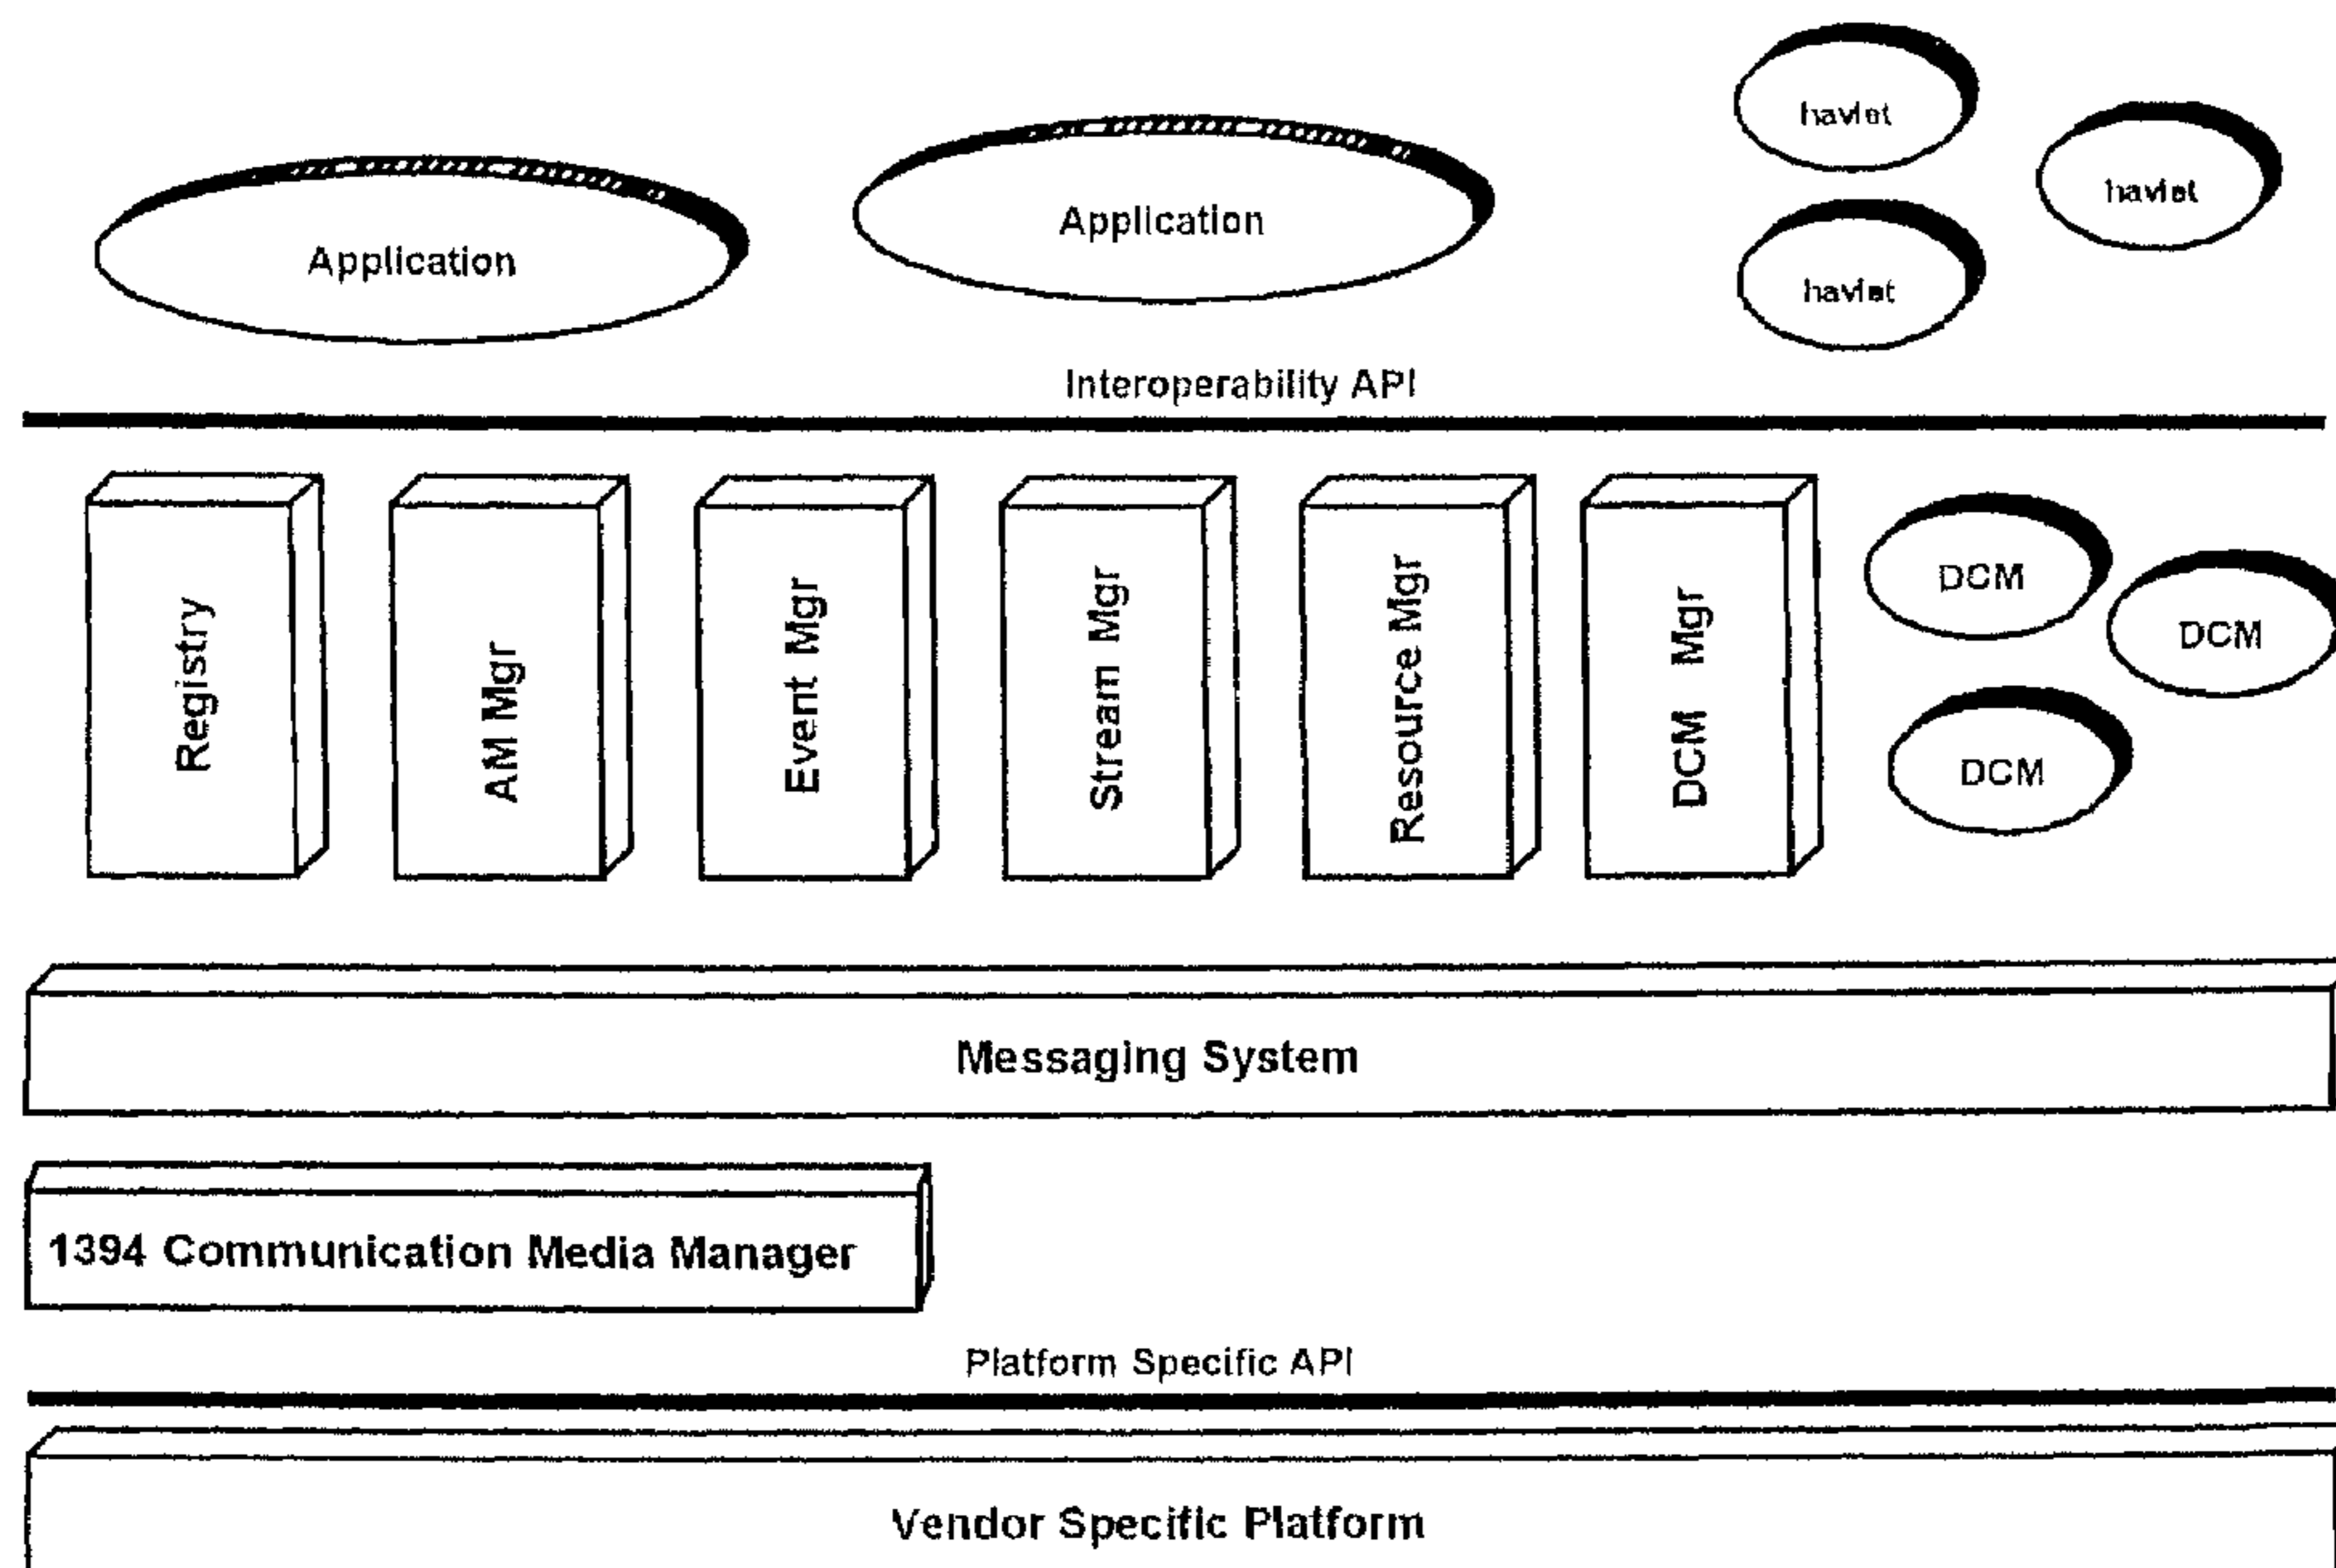 havlet
havlet
Application
Application
havlet
Interoperability API
Registry
AM Mgr
Event Mgr
Stream Mgr
Resource Mgr
DCM Mgr
DCM
DCM
DCM
Messaging System
1394 Communication Media Manager
Platform Specific API
Vendor Specific Platform